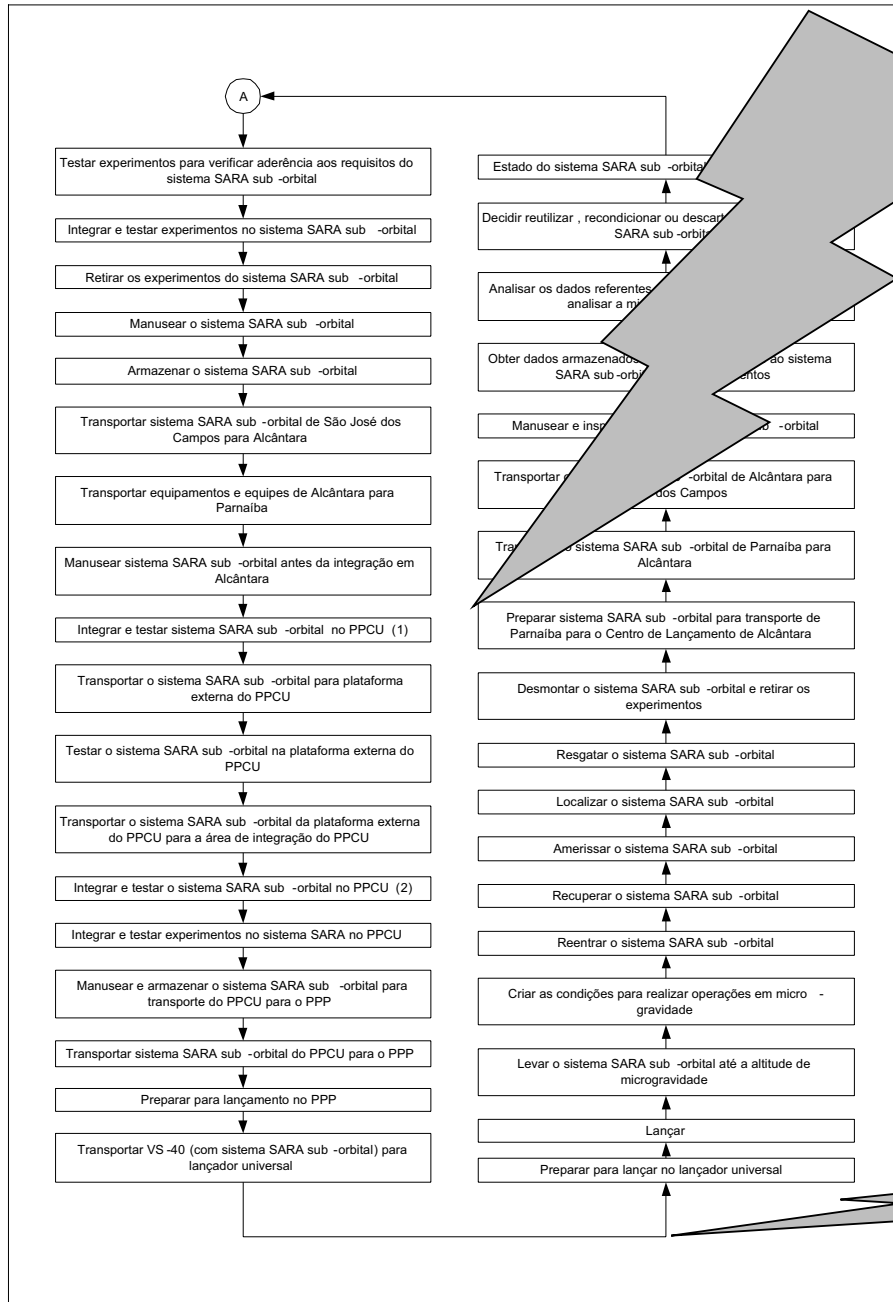 A
Testar experimentos para verificar aderência aos requisitos do
sistema SARA sub -orbital
Integrar e testar experimentos no sistema SARA sub -orbital
Retirar os experimentos do sistema SARA sub -orbital
Manusear o sistema SARA sub -orbital
Armazenar o sistema SARA sub -orbital
Transportar sistema SARA sub -orbital de São José dos
Campos para Alcântara
Transportar equipamentos e equipes de Alcântara para
Parnaíba
Manusear sistema SARA sub -orbital antes da integração em
Alcântara
Integrar e testar sistema SARA sub -orbital no PPCU (1)
Transportar o sistema SARA sub -orbital para plataforma
externa do PPCU
Testar o sistema SARA sub -orbital na plataforma externa do
PPCU
Transportar o sistema SARA sub -orbital da plataforma externa
do PPCU para a área de integração do PPCU
Integrar e testar o sistema SARA sub -orbital no PPCU (2)
Integrar e testar experimentos no sistema SARA no PPCU
Manusear e armazenar o sistema SARA sub -orbital para
transporte do PPCU para o PPP
Transportar sistema SARA sub -orbital do PPCU para o PPP
Preparar para lançamento no PPP
Transportar VS -40 (com sistema SARA sub -orbital) para
lançador universal
Estado do sistema SARA sub -orbital
Decidir reutilizar , recondicionar ou
SARA sub
Analisar os dados referentes
analisar a
Obter dados armazenados ao sistema
SARA sub
Manusear e -orbital
Transportar -orbital de Alcântara para
Campos
sistema SARA sub -orbital de Parnaíba para
Alcântara
Preparar sistema SARA sub -orbital para transporte de
Parnaíba para o Centro de Lançamento de Alcântara
Desmontar o sistema SARA sub -orbital e retirar os
experimentos
Resgatar o sistema SARA sub -orbital
Localizar o sistema SARA sub -orbital
Amerissar o sistema SARA sub -orbital
Recuperar o sistema SARA sub -orbital
Reentrar o sistema SARA sub -orbital
Criar as condições para realizar operações em micro -
gravidade
Levar o sistema SARA sub -orbital até a altitude de
microgravidade
Lançar
Preparar para lançar no lançador universal